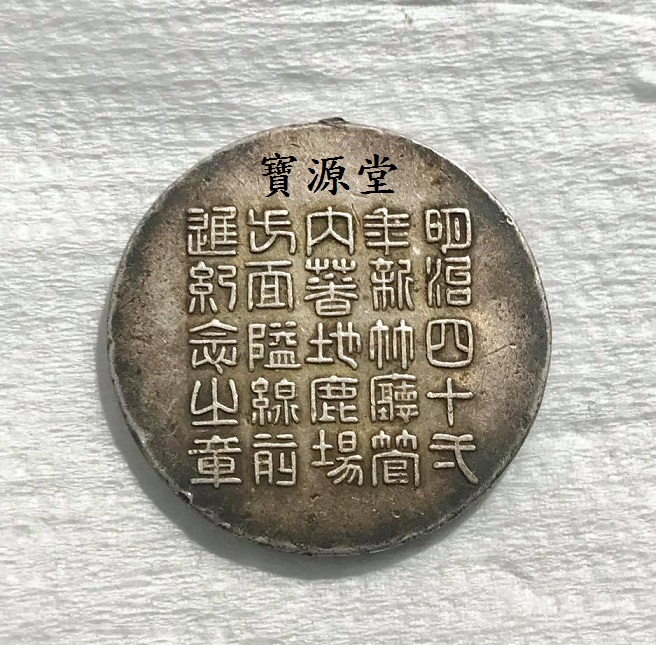 寶源堂
明治四十弍
年新竹廳管
内蕃地鹿場
方面隘線前
進紀念之章